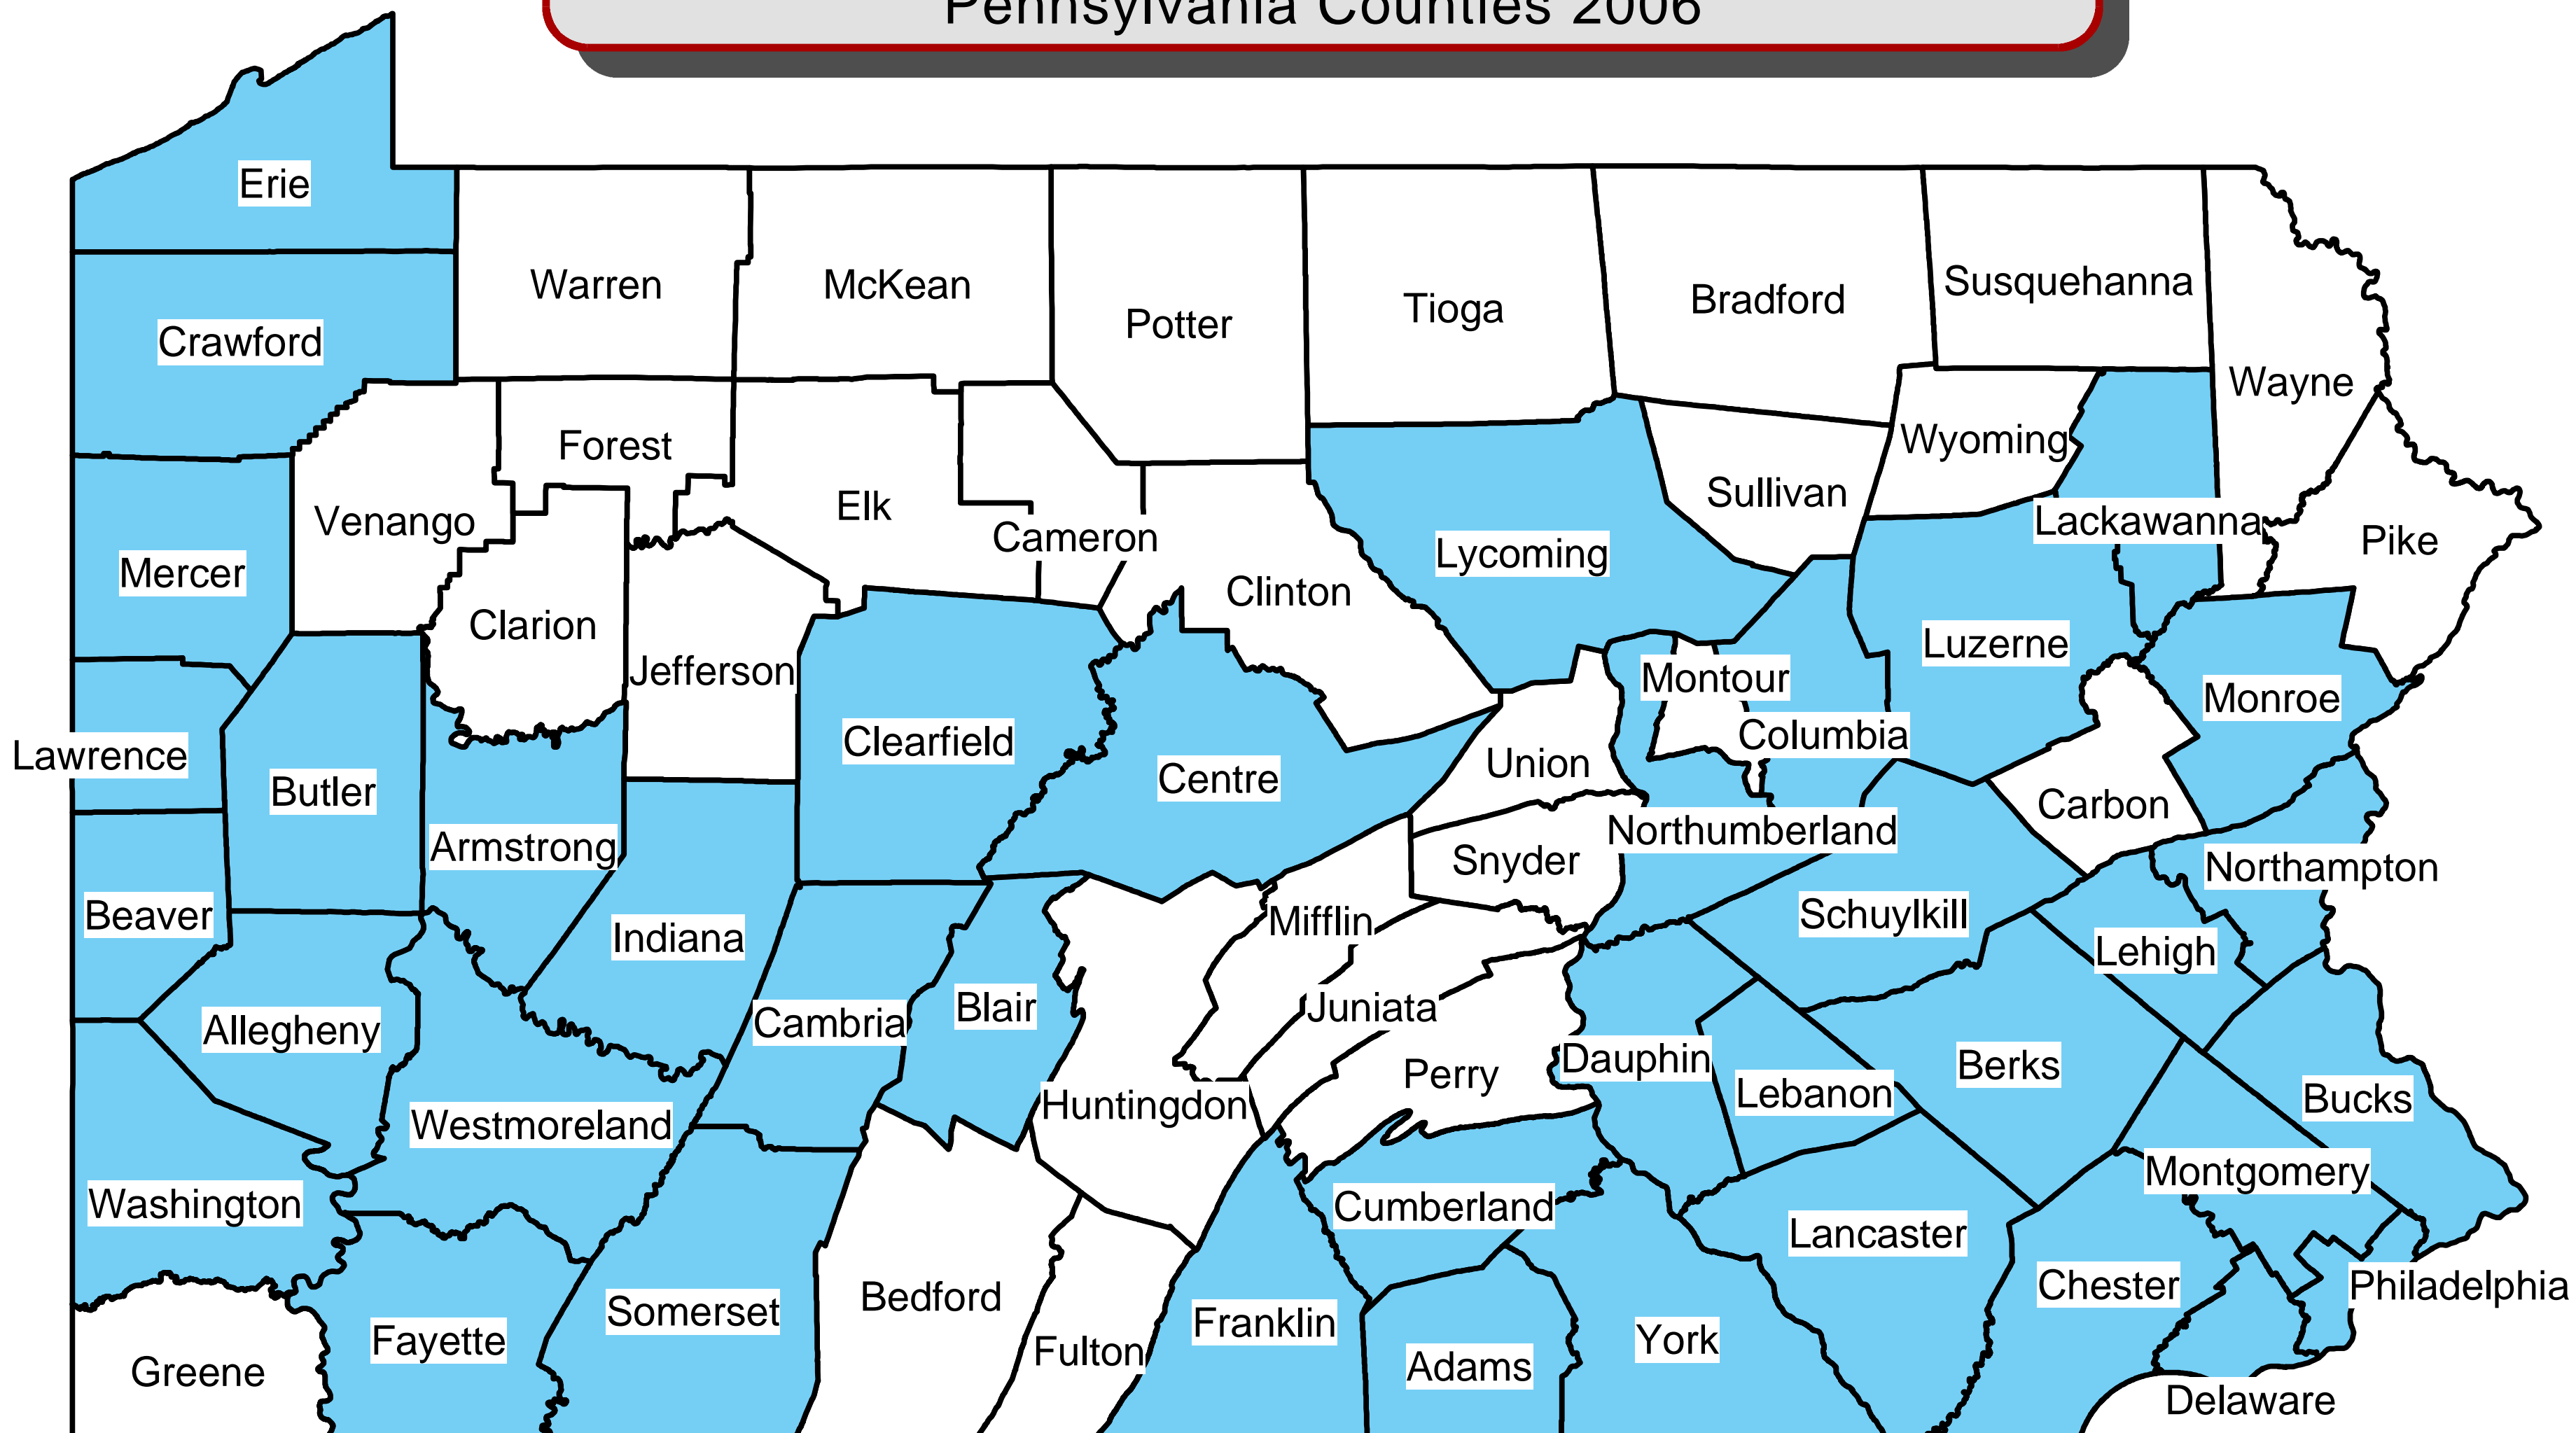 Pennsylvania Counties 2006
Erie
Warren
McKean
Potter
Tioga
Bradford
Susquehanna
Wayne
Crawford
Forest
Wyoming
Venango
Elk
Cameron
Sullivan
Lackawanna
Pike
Mercer
Lycoming
Clinton
Clarion
Jefferson
Luzerne
Montour
Monroe
Lawrence
Clearfield
Columbia
Butler
Centre
Union
Carbon
Armstrong
Northumberland
Snyder
Northampton
Beaver
Indiana
Mifflin
Schuylkill
Lehigh
Allegheny
Cambria
Blair
Juniata
Perry
Dauphin
Lebanon
Berks
Bucks
Westmoreland
Huntingdon
Washington
Cumberland
Montgomery
Lancaster
Chester
Philadelphia
Somerset
Bedford
Franklin
Fayette
Fulton
York
Greene
Adams
Delaware